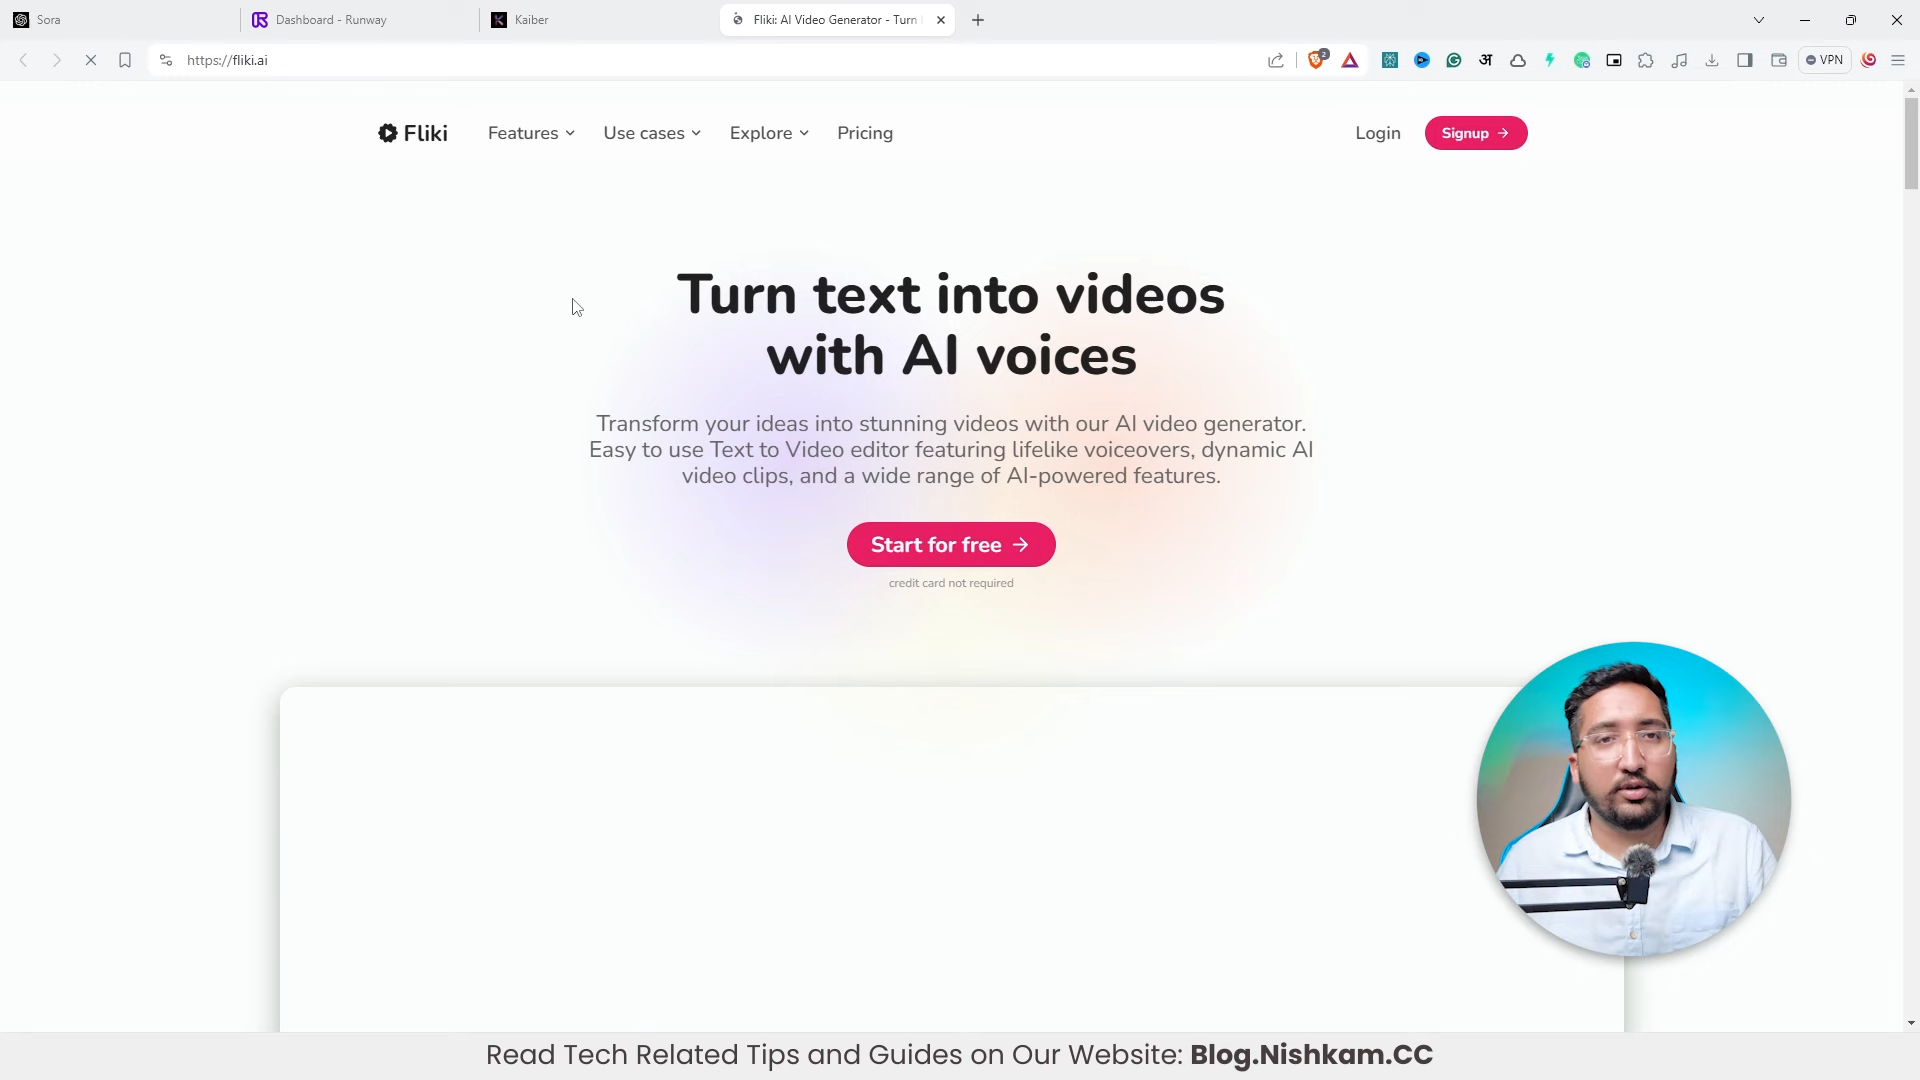 Sora
Dashboard - Runway
Kaiber
Fliki: AI Video Generator - Turn
https://fliki.ai
2
VPN
Fliki
Features
Use cases
Explore
Pricing
Login
Signup →
Turn text into videos
with AI voices
Transform your ideas into stunning videos with our AI video generator.
Easy to use Text to Video editor featuring lifelike voiceovers, dynamic AI
video clips, and a wide range of AI-powered features.
Start for free →
credit card not required
Read Tech Related Tips and Guides on Our Website: Blog.Nishkam.CC